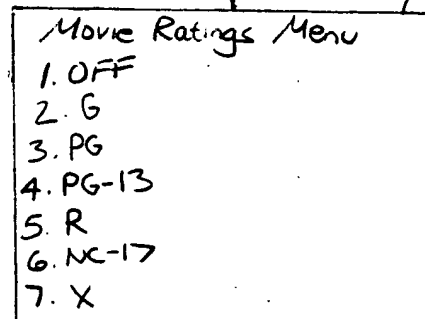 Movie Ratings Menu
1. OFF
2. G
3. PG
4. PG-13
5. R
6. NC-17
7. X